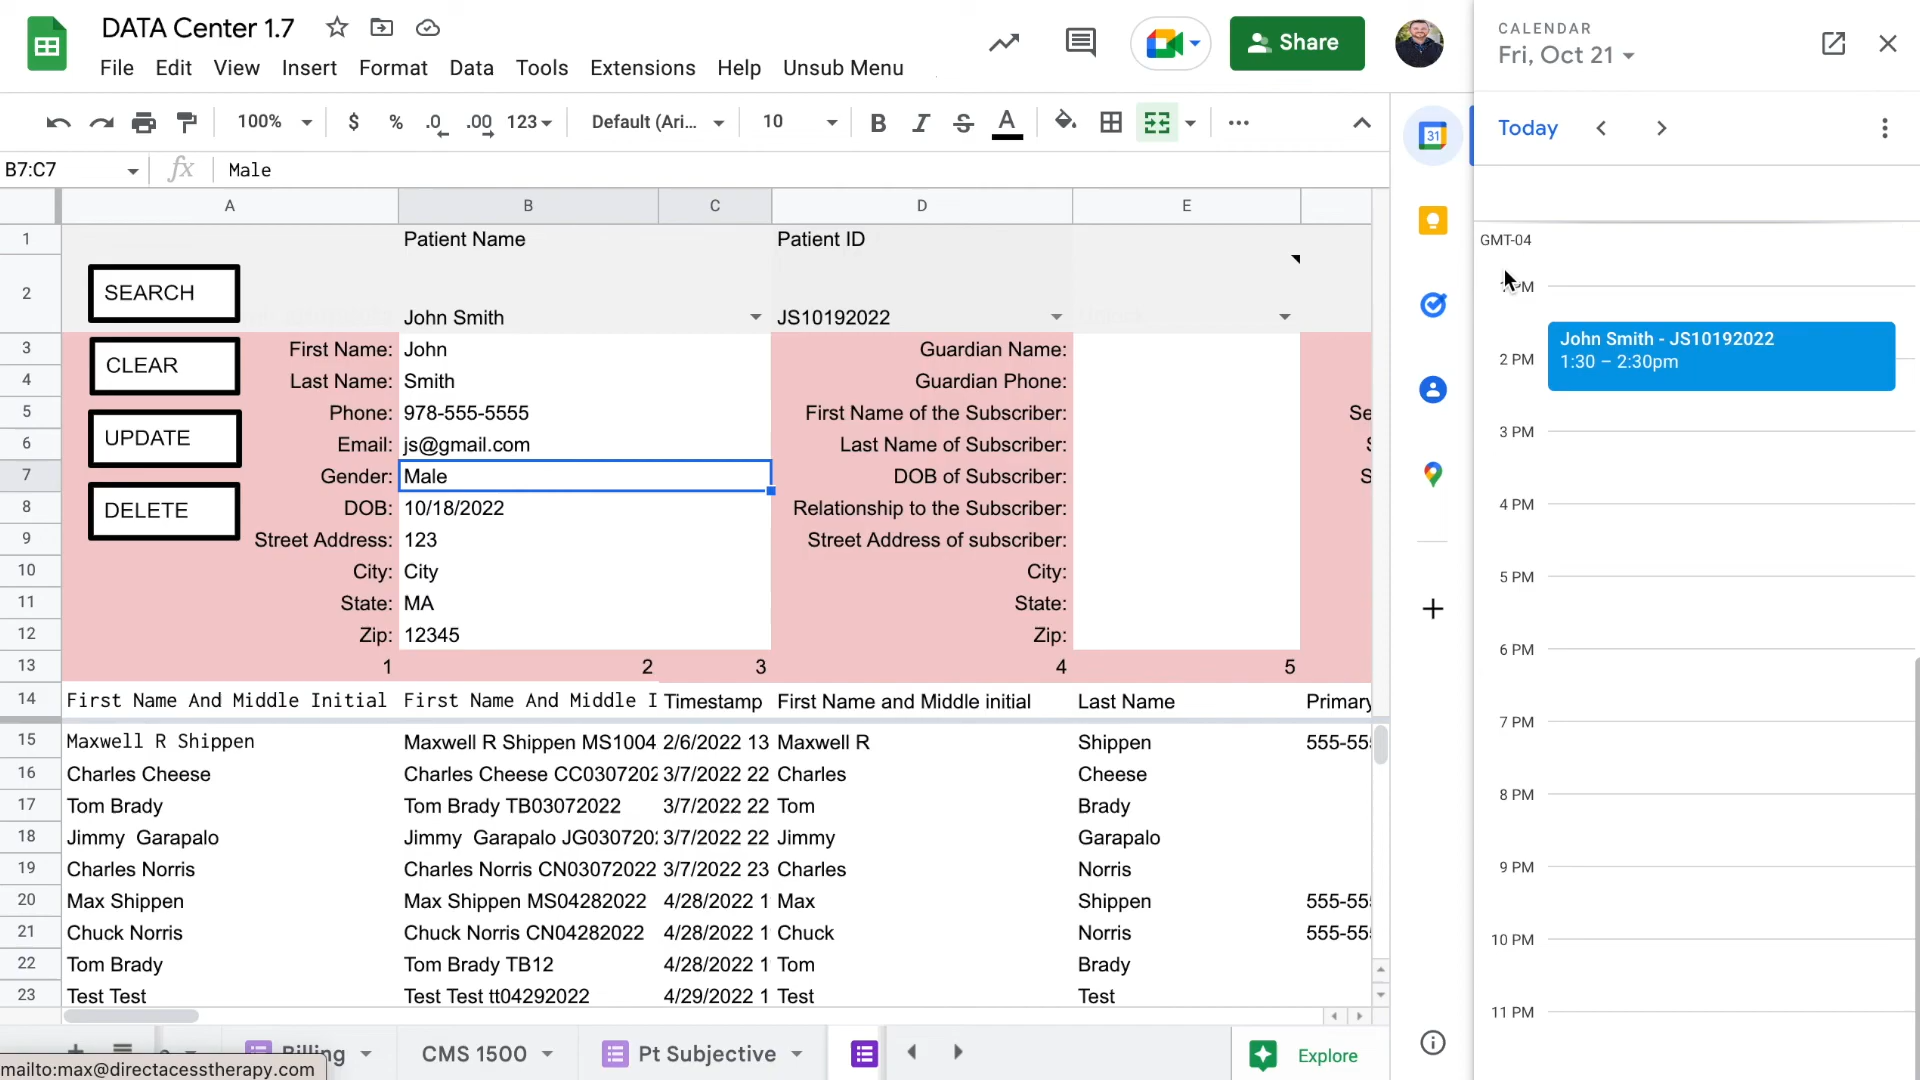 DATA Center 1.7
File Edit View Insert Format Data Tools Extensions Help Unsub Menu
Share
CALENDAR
Fri, Oct 21
100% $ % .0 .00 123 Default (Ari... 10 B I S A
31
Today
B7:C7 fx Male
A B C D E
GMT-04
1 Patient Name Patient ID
2 SEARCH John Smith JS10192022
3 First Name: John Guardian Name:
CLEAR
4 Last Name: Smith Guardian Phone:
5 Phone: 978-555-5555 First Name of the Subscriber: Se
UPDATE
6 Email: js@gmail.com Last Name of Subscriber: S
7 Gender: Male DOB of Subscriber: S
8 DOB: 10/18/2022 Relationship to the Subscriber:
DELETE
9 Street Address: 123 Street Address of subscriber:
10 City: City City:
11 State: MA State:
12 Zip: 12345 Zip:
13 1 2 3 4 5
14 First Name And Middle Initial First Name And Middle I Timestamp First Name and Middle initial Last Name Primary
15 Maxwell R Shippen Maxwell R Shippen MS1004 2/6/2022 13 Maxwell R Shippen 555-55
16 Charles Cheese Charles Cheese CC0307202 3/7/2022 22 Charles Cheese
17 Tom Brady Tom Brady TB03072022 3/7/2022 22 Tom Brady
18 Jimmy Garapalo Jimmy Garapalo JG030720 3/7/2022 22 Jimmy Garapalo
19 Charles Norris Charles Norris CN03072022 3/7/2022 23 Charles Norris
20 Max Shippen Max Shippen MS04282022 4/28/2022 1 Max Shippen 555-55
21 Chuck Norris Chuck Norris CN04282022 4/28/2022 1 Chuck Norris 555-55
22 Tom Brady Tom Brady TB12 4/28/2022 1 Tom Brady
23 Test Test Test Test tt04292022 4/29/2022 1 Test Test
PM
John Smith - JS10192022
1:30 – 2:30pm
2 PM
3 PM
4 PM
5 PM
6 PM
7 PM
8 PM
9 PM
10 PM
11 PM
Billing CMS 1500 Pt Subjective Explore
mailto:max@directacesstherapy.com